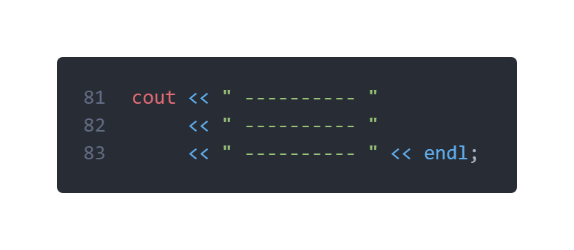 81 cout << " ---------- "
82 << " ---------- "
83 << " ---------- " << endl;